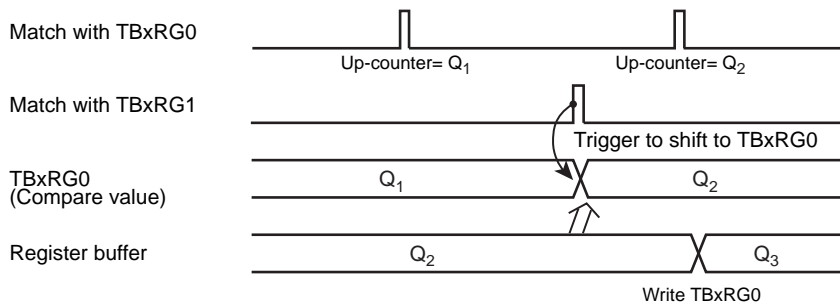 Match with TBxRG0
Up-counter= Q1
Up-counter= Q2
Match with TBxRG1
Trigger to shift to TBxRG0
TBxRG0
(Compare value)
Q1
Q2
Register buffer
Q2
Q3
Write TBxRG0